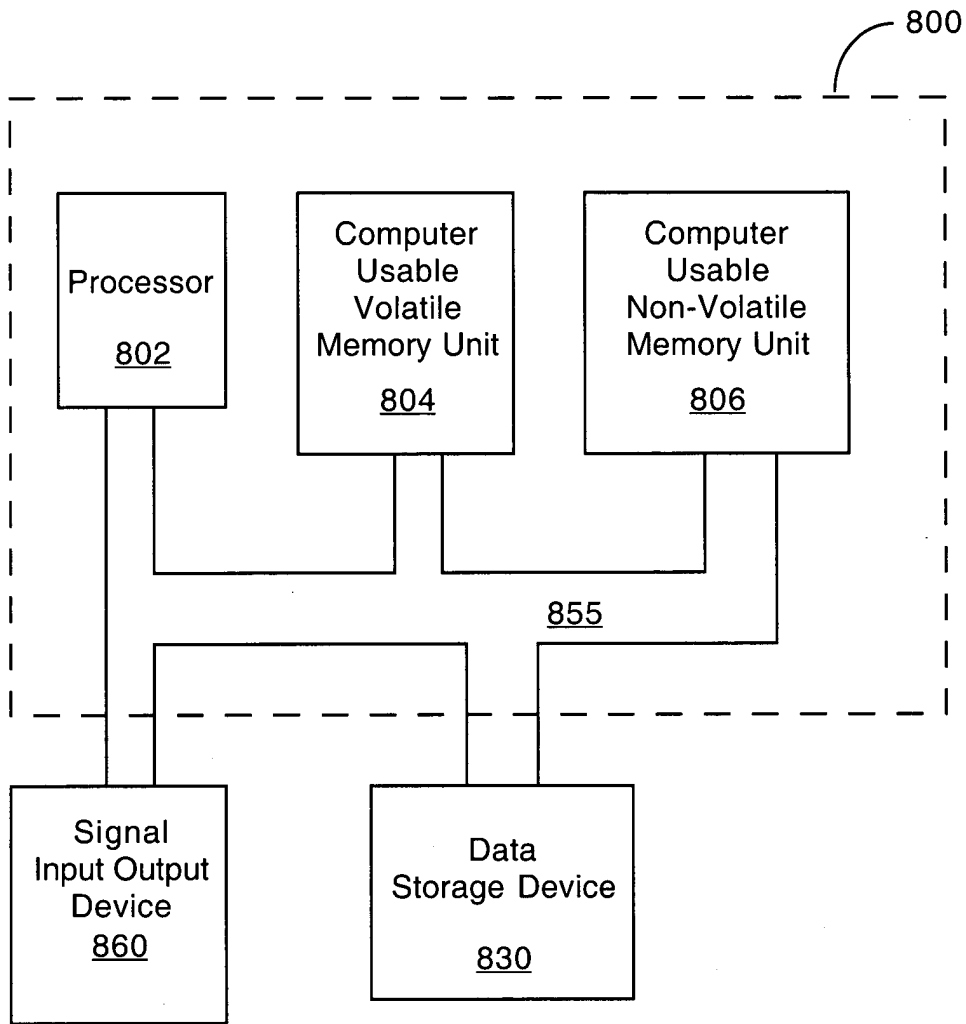 800
Processor
802
Computer
Usable
Volatile
Memory Unit
804
Computer
Usable
Non-Volatile
Memory Unit
806
855
Signal
Input Output
Device
860
Data
Storage Device
830